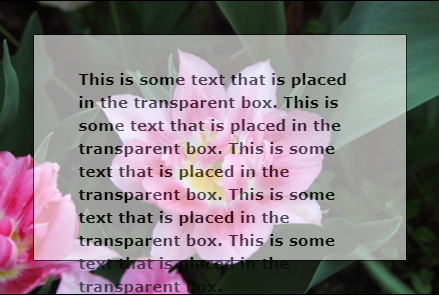 This is some text that is placed
in the transparent box. This is
some text that is placed in the
transparent box. This is some
text that is placed in the
transparent box. This is some
text that is placed in the
transparent box. This is some
text that is placed in the
transparent box.